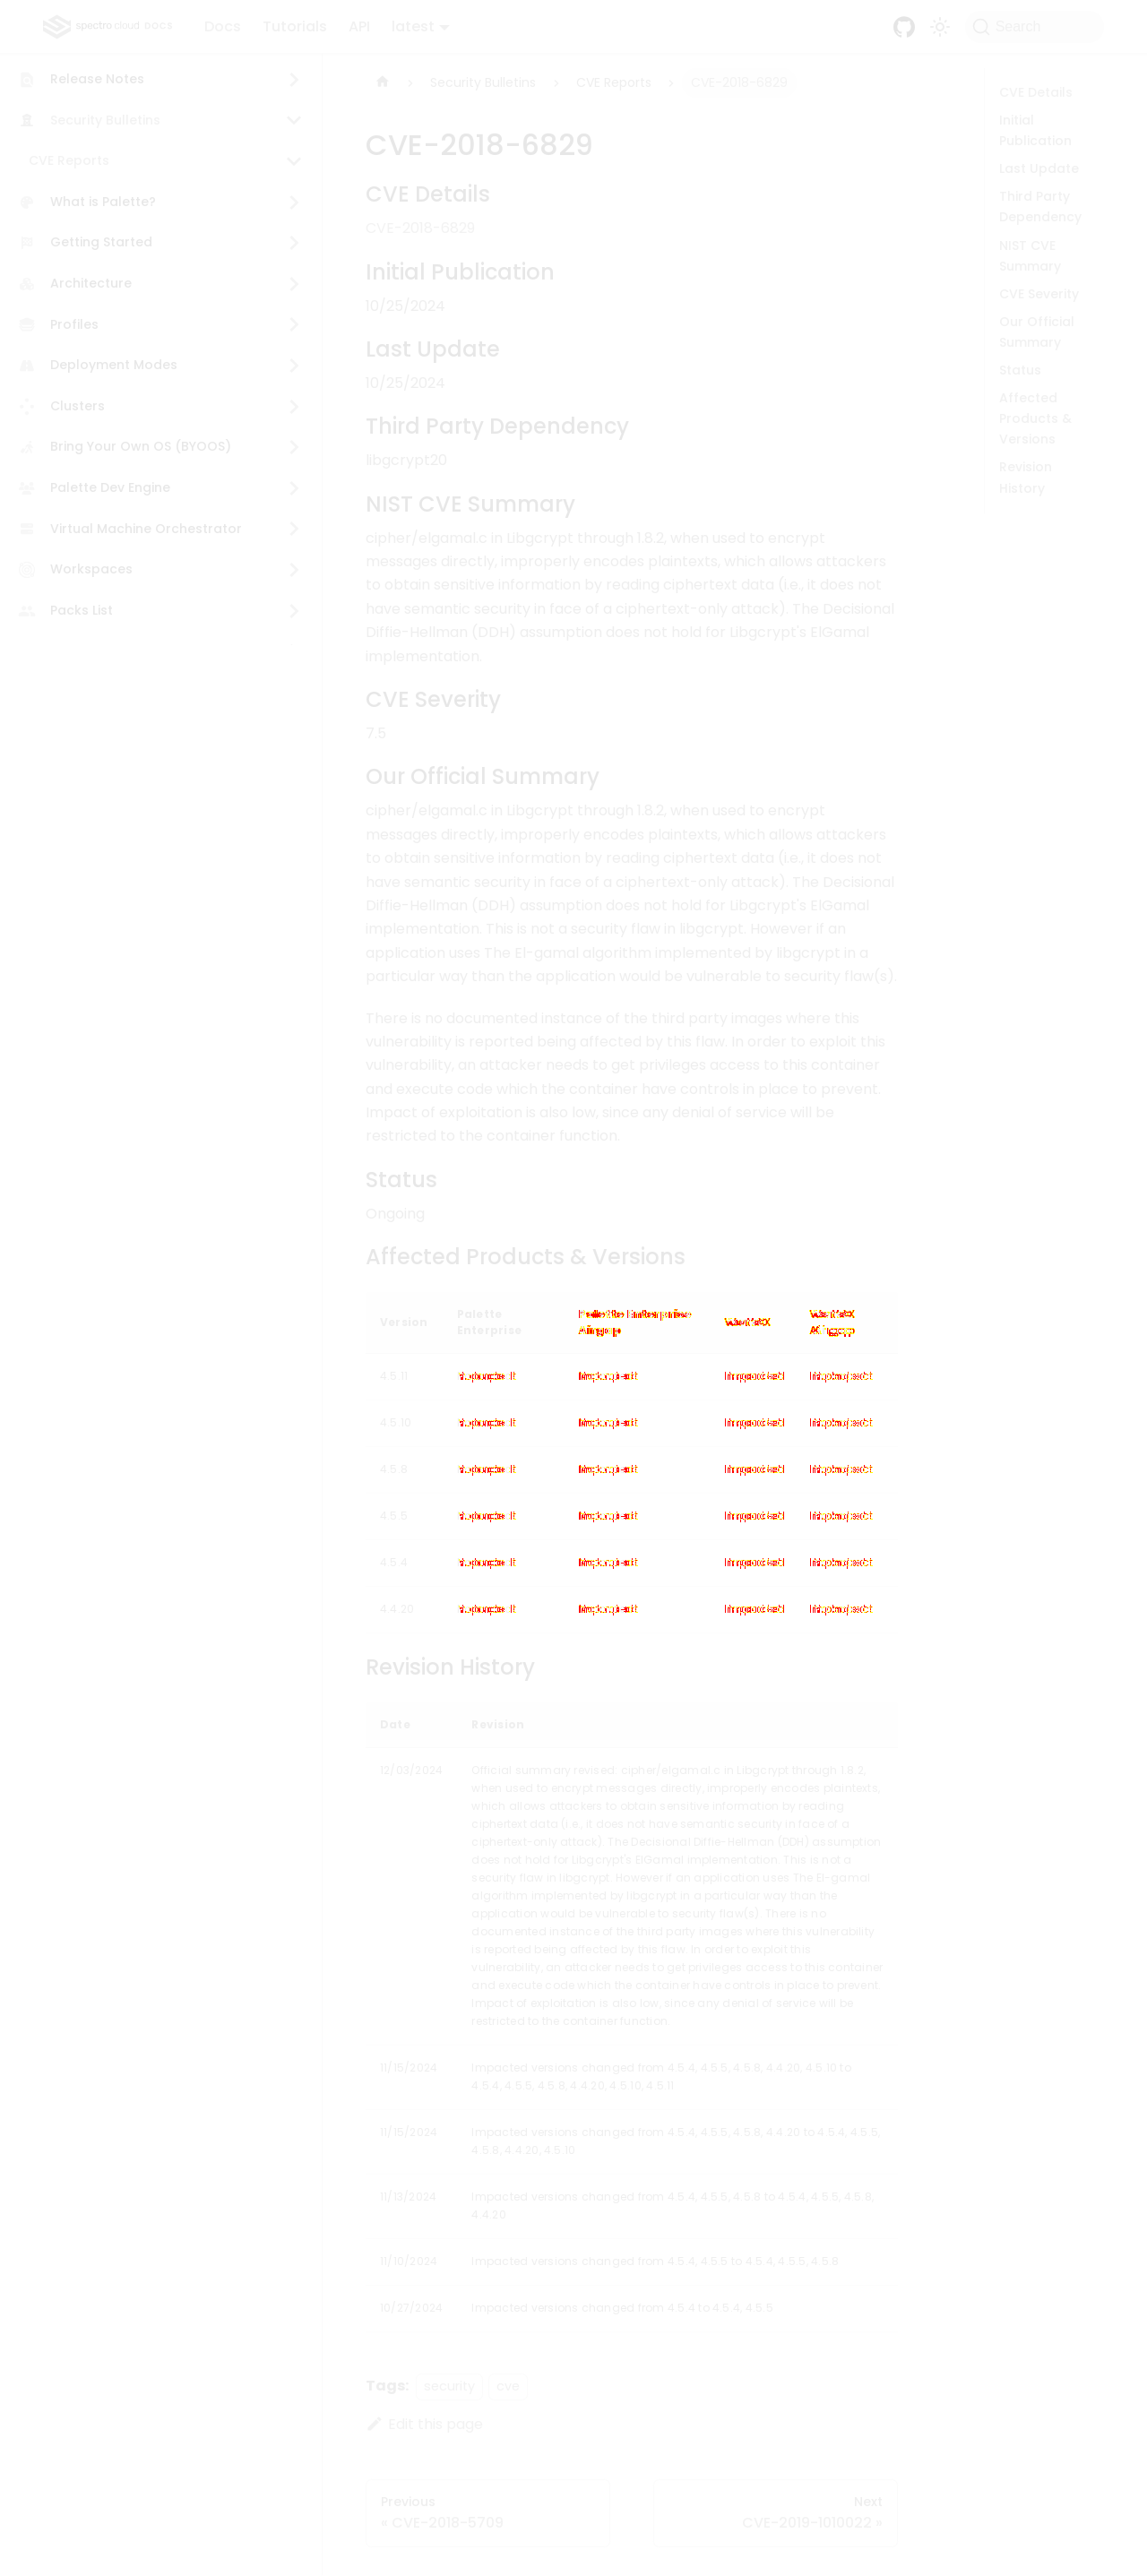 spectro cloud DOCS Docs Tutorials API latest Search
Release Notes
Security Bulletins
CVE Reports
What is Palette?
Getting Started
Architecture
Profiles
Deployment Modes
Clusters
Bring Your Own OS (BYOOS)
Palette Dev Engine
Virtual Machine Orchestrator
Workspaces
Packs List
Security Bulletins > CVE Reports > CVE-2018-6829
CVE-2018-6829
CVE Details
CVE-2018-6829
Initial Publication
10/25/2024
Last Update
10/25/2024
Third Party Dependency
libgcrypt20
NIST CVE Summary
cipher/elgamal.c in Libgcrypt through 1.8.2, when used to encrypt
messages directly, improperly encodes plaintexts, which allows attackers
to obtain sensitive information by reading ciphertext data (i.e., it does not
have semantic security in face of a ciphertext-only attack). The Decisional
Diffie-Hellman (DDH) assumption does not hold for Libgcrypt's ElGamal
implementation.
CVE Severity
7.5
Our Official Summary
cipher/elgamal.c in Libgcrypt through 1.8.2, when used to encrypt
messages directly, improperly encodes plaintexts, which allows attackers
to obtain sensitive information by reading ciphertext data (i.e., it does not
have semantic security in face of a ciphertext-only attack). The Decisional
Diffie-Hellman (DDH) assumption does not hold for Libgcrypt's ElGamal
implementation. This is not a security flaw in libgcrypt. However if an
application uses The El-gamal algorithm implemented by libgcrypt in a
particular way than the application would be vulnerable to security flaw(s).
There is no documented instance of the third party images where this
vulnerability is reported being affected by this flaw. In order to exploit this
vulnerability, an attacker needs to get privileges access to this container
and execute code which the container have controls in place to prevent.
Impact of exploitation is also low, since any denial of service will be
restricted to the container function.
Status
Ongoing
Affected Products & Versions
Version Palette
Enterprise
4.5.11
4.5.10
4.5.8
4.5.5
4.5.4
4.4.20
Revision History
Date Revision
12/03/2024 Official summary revised: cipher/elgamal.c in Libgcrypt through 1.8.2,
when used to encrypt messages directly, improperly encodes plaintexts,
which allows attackers to obtain sensitive information by reading
ciphertext data (i.e., it does not have semantic security in face of a
ciphertext-only attack). The Decisional Diffie-Hellman (DDH) assumption
does not hold for Libgcrypt's ElGamal implementation. This is not a
security flaw in libgcrypt. However if an application uses The El-gamal
algorithm implemented by libgcrypt in a particular way than the
application would be vulnerable to security flaw(s). There is no
documented instance of the third party images where this vulnerability
is reported being affected by this flaw. In order to exploit this
vulnerability, an attacker needs to get privileges access to this container
and execute code which the container have controls in place to prevent.
Impact of exploitation is also low, since any denial of service will be
restricted to the container function.
11/15/2024 Impacted versions changed from 4.5.4, 4.5.5, 4.5.8, 4.4.20, 4.5.10 to
4.5.4, 4.5.5, 4.5.8, 4.4.20, 4.5.10, 4.5.11
11/15/2024 Impacted versions changed from 4.5.4, 4.5.5, 4.5.8, 4.4.20 to 4.5.4, 4.5.5,
4.5.8, 4.4.20, 4.5.10
11/13/2024 Impacted versions changed from 4.5.4, 4.5.5, 4.5.8 to 4.5.4, 4.5.5, 4.5.8,
4.4.20
11/10/2024 Impacted versions changed from 4.5.4, 4.5.5 to 4.5.4, 4.5.5, 4.5.8
10/27/2024 Impacted versions changed from 4.5.4 to 4.5.4, 4.5.5
Tags: security cve
Edit this page
Previous
« CVE-2018-5709
Next
CVE-2019-1010022 »
CVE Details
Initial
Publication
Last Update
Third Party
Dependency
NIST CVE
Summary
CVE Severity
Our Official
Summary
Status
Affected
Products &
Versions
Revision
History